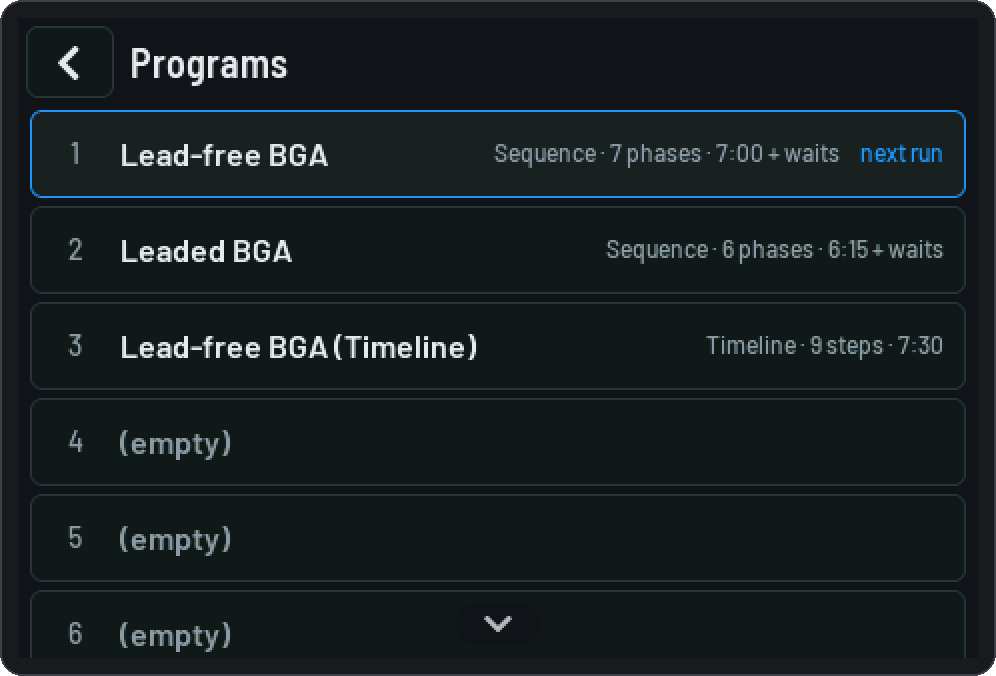 Programs
1 Lead-free BGA Sequence · 7 phases · 7:00 + waits next run
2 Leaded BGA Sequence · 6 phases · 6:15 + waits
3 Lead-free BGA (Timeline) Timeline · 9 steps · 7:30
4 (empty)
5 (empty)
6 (empty)